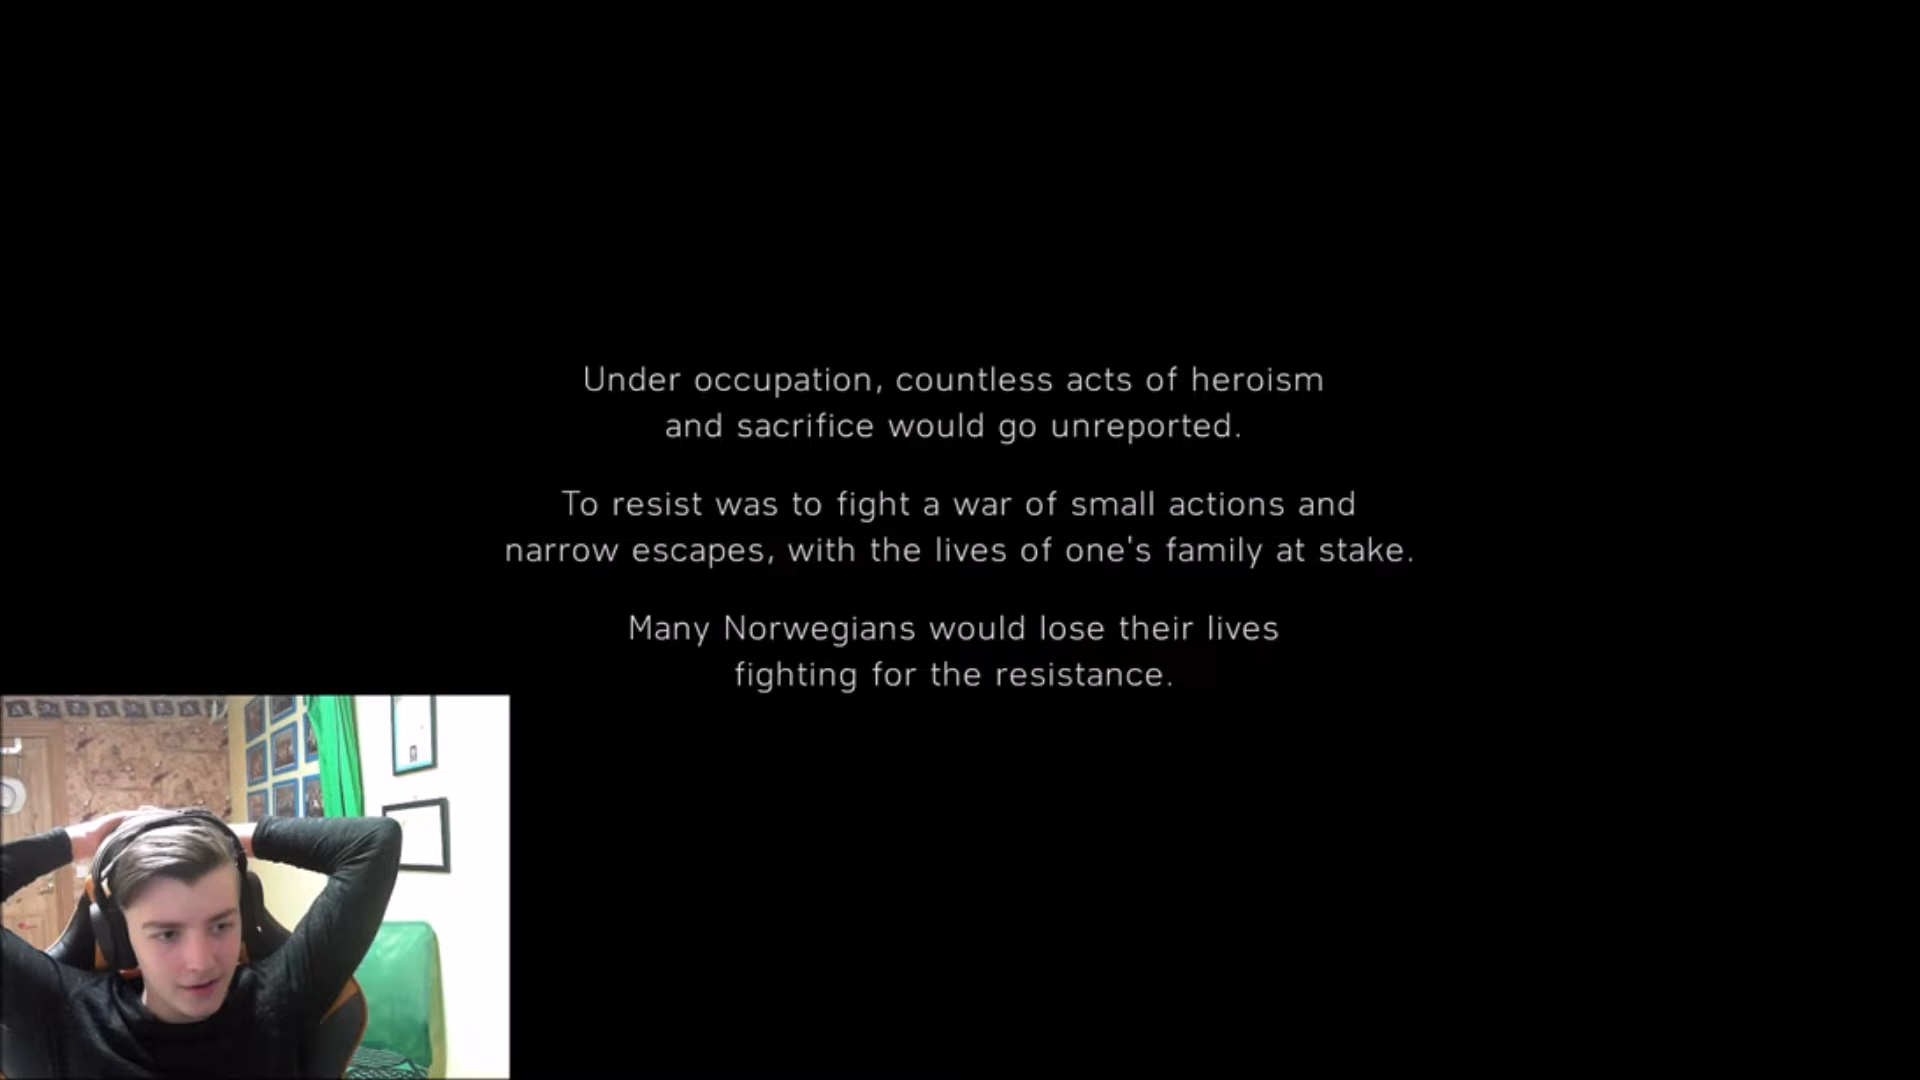 Under occupation, countless acts of heroism
and sacrifice would go unreported.
To resist was to fight a war of small actions and
narrow escapes, with the lives of one's family at stake.
Many Norwegians would lose their lives
fighting for the resistance.